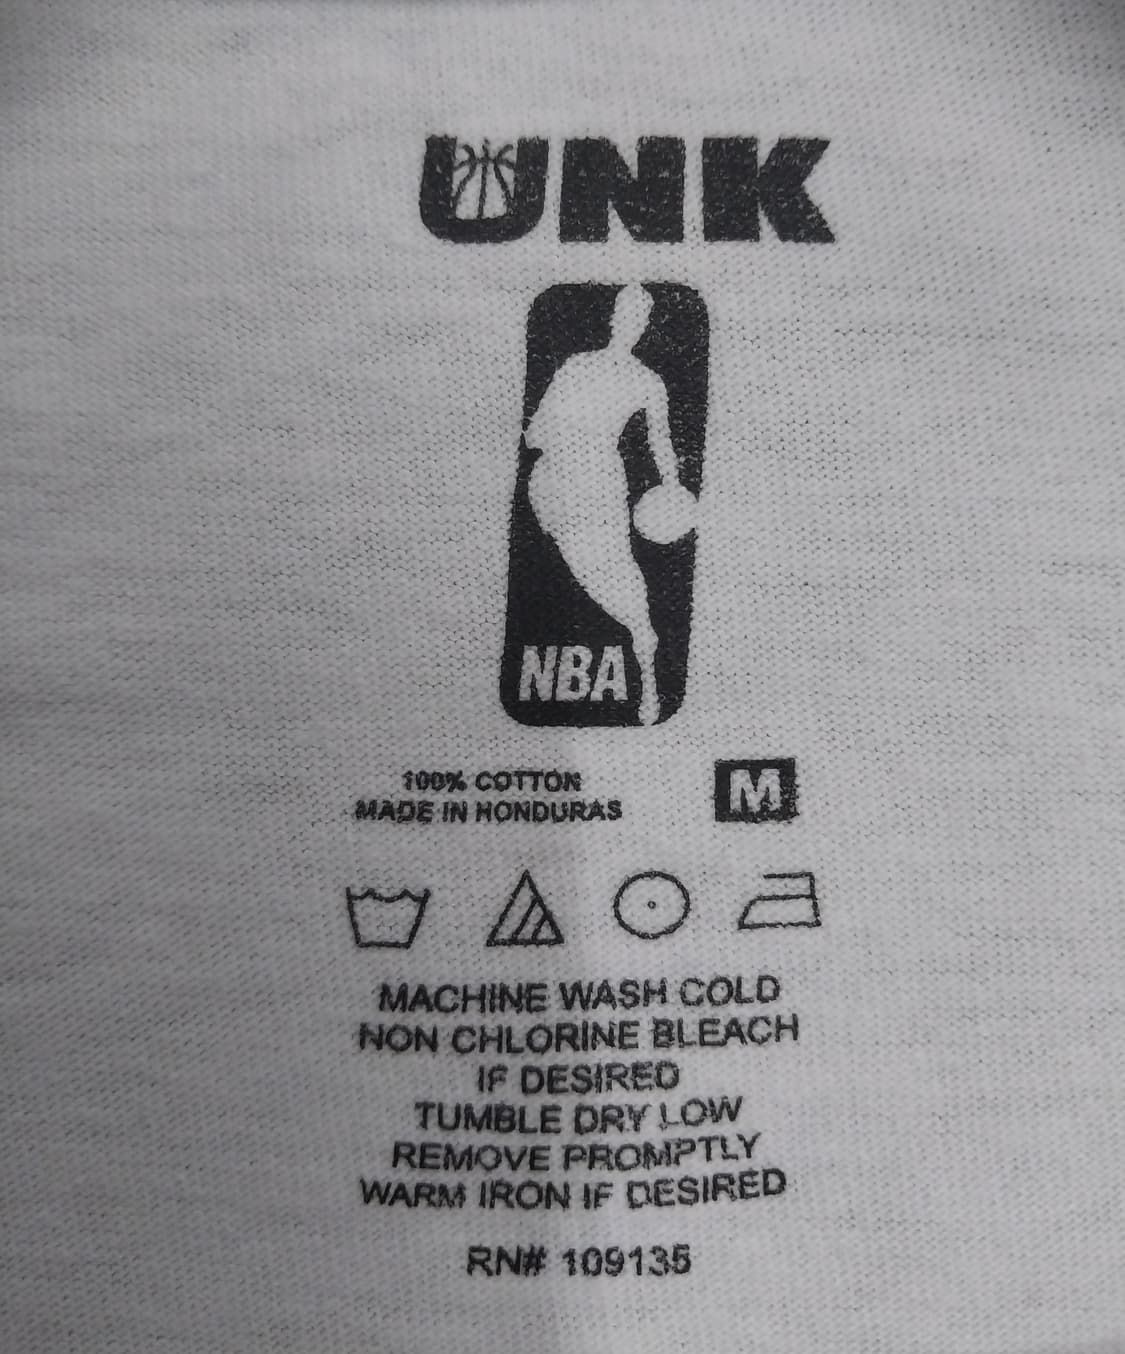 UNK
NBA
100% COTTON
MADE IN HONDURAS
M
MACHINE WASH COLD
NON CHLORINE BLEACH
IF DESIRED
TUMBLE DRY LOW
REMOVE PROMPTLY
WARM IRON IF DESIRED
RN# 109135